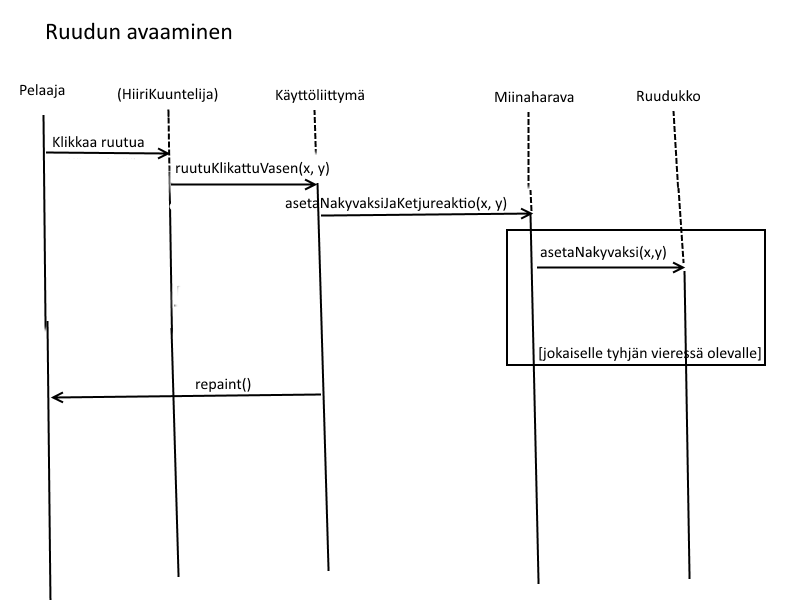 Ruudun avaaminen
Pelaaja
(HiiriKuuntelija)
Käyttöliittymä
Miinaharava
Ruudukko
Klikkaa ruutua
ruutuKlikattuVasen(x, y)
asetaNakyvaksiJaKetjureaktio(x, y)
asetaNakyvaksi(x,y)
[jokaiselle tyhjän vieressä olevalle]
repaint()